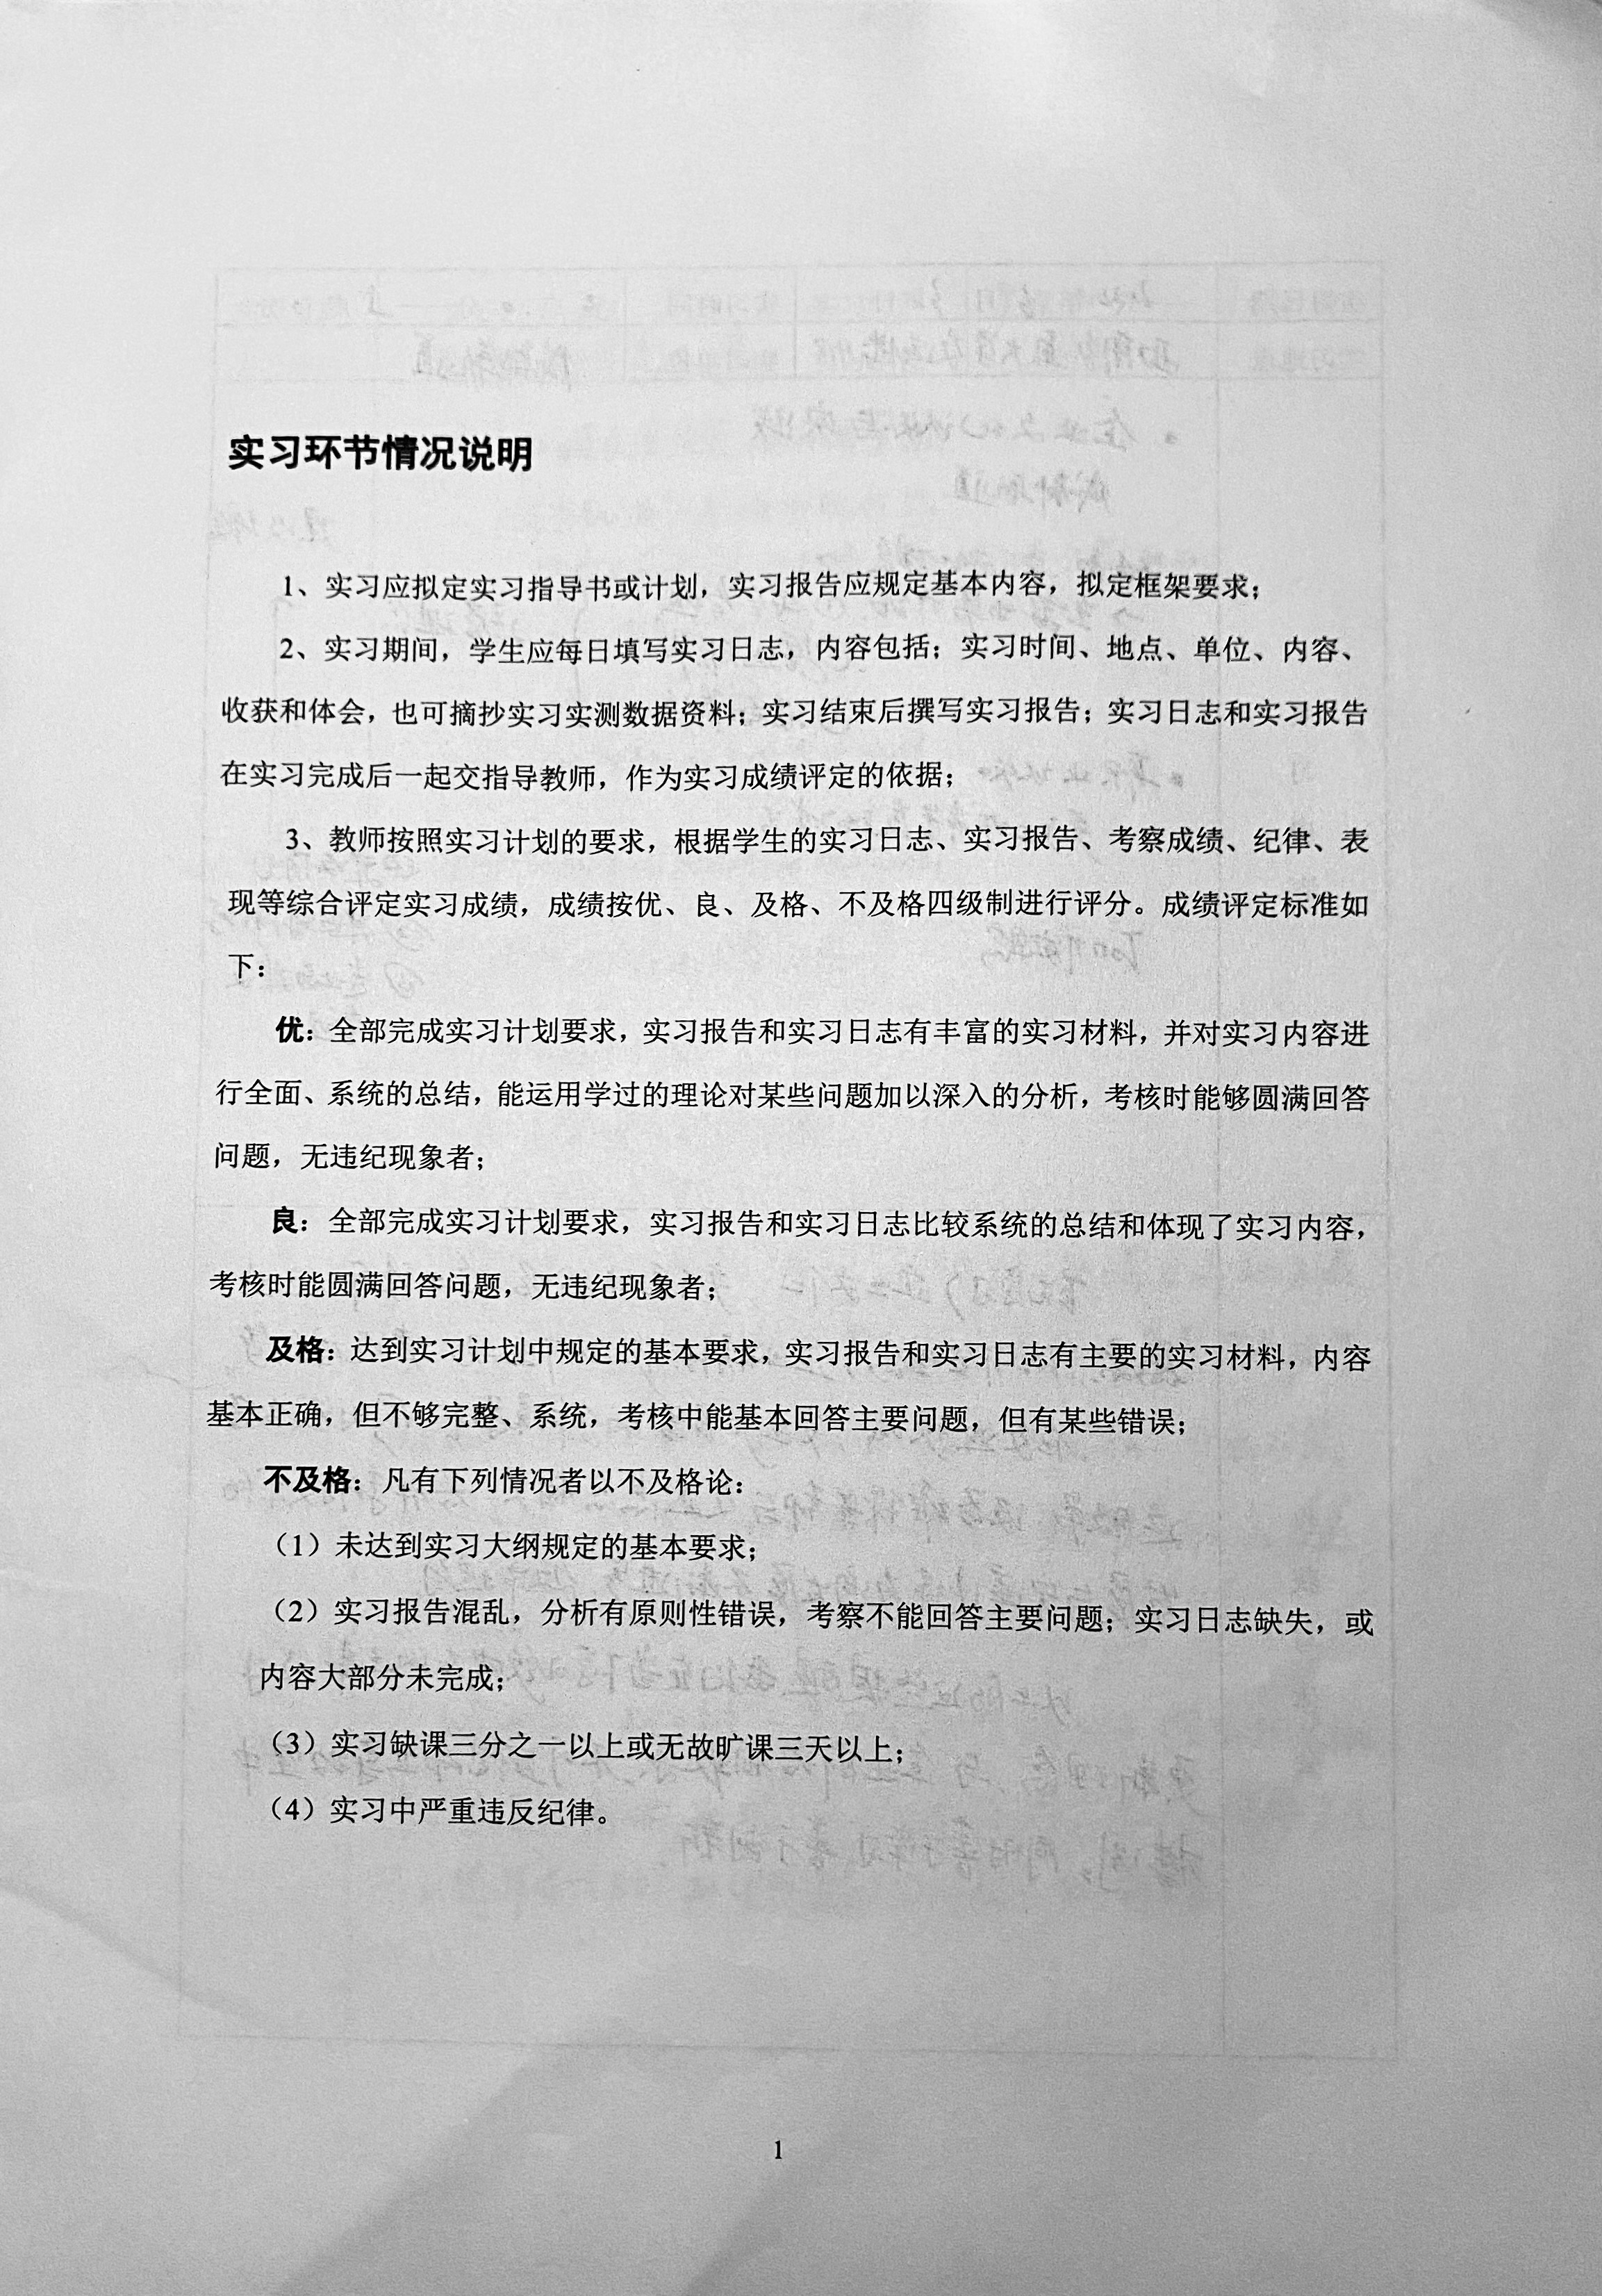 实习环节情况说明
1、实习应拟定实习指导书或计划，实习报告应规定基本内容，拟定框架要求；
2、实习期间，学生应每日填写实习日志，内容包括；实习时间、地点、单位、内容、
收获和体会，也可摘抄实习实测数据资料；实习结束后撰写实习报告；实习日志和实习报告
在实习完成后一起交指导教师，作为实习成绩评定的依据；
3、教师按照实习计划的要求，根据学生的实习日志、实习报告、考察成绩、纪律、表
现等综合评定实习成绩，成绩按优、良、及格、不及格四级制进行评分。成绩评定标准如
下：
优：全部完成实习计划要求，实习报告和实习日志有丰富的实习材料，并对实习内容进
行全面、系统的总结，能运用学过的理论对某些问题加以深入的分析，考核时能够圆满回答
问题，无违纪现象者；
良：全部完成实习计划要求，实习报告和实习日志比较系统的总结和体现了实习内容，
考核时能圆满回答问题，无违纪现象者；
及格：达到实习计划中规定的基本要求，实习报告和实习日志有主要的实习材料，内容
基本正确，但不够完整、系统，考核中能基本回答主要问题，但有某些错误；
不及格：凡有下列情况者以不及格论：
（1）未达到实习大纲规定的基本要求；
（2）实习报告混乱，分析有原则性错误，考察不能回答主要问题；实习日志缺失，或
内容大部分未完成；
（3）实习缺课三分之一以上或无故旷课三天以上；
（4）实习中严重违反纪律。
1